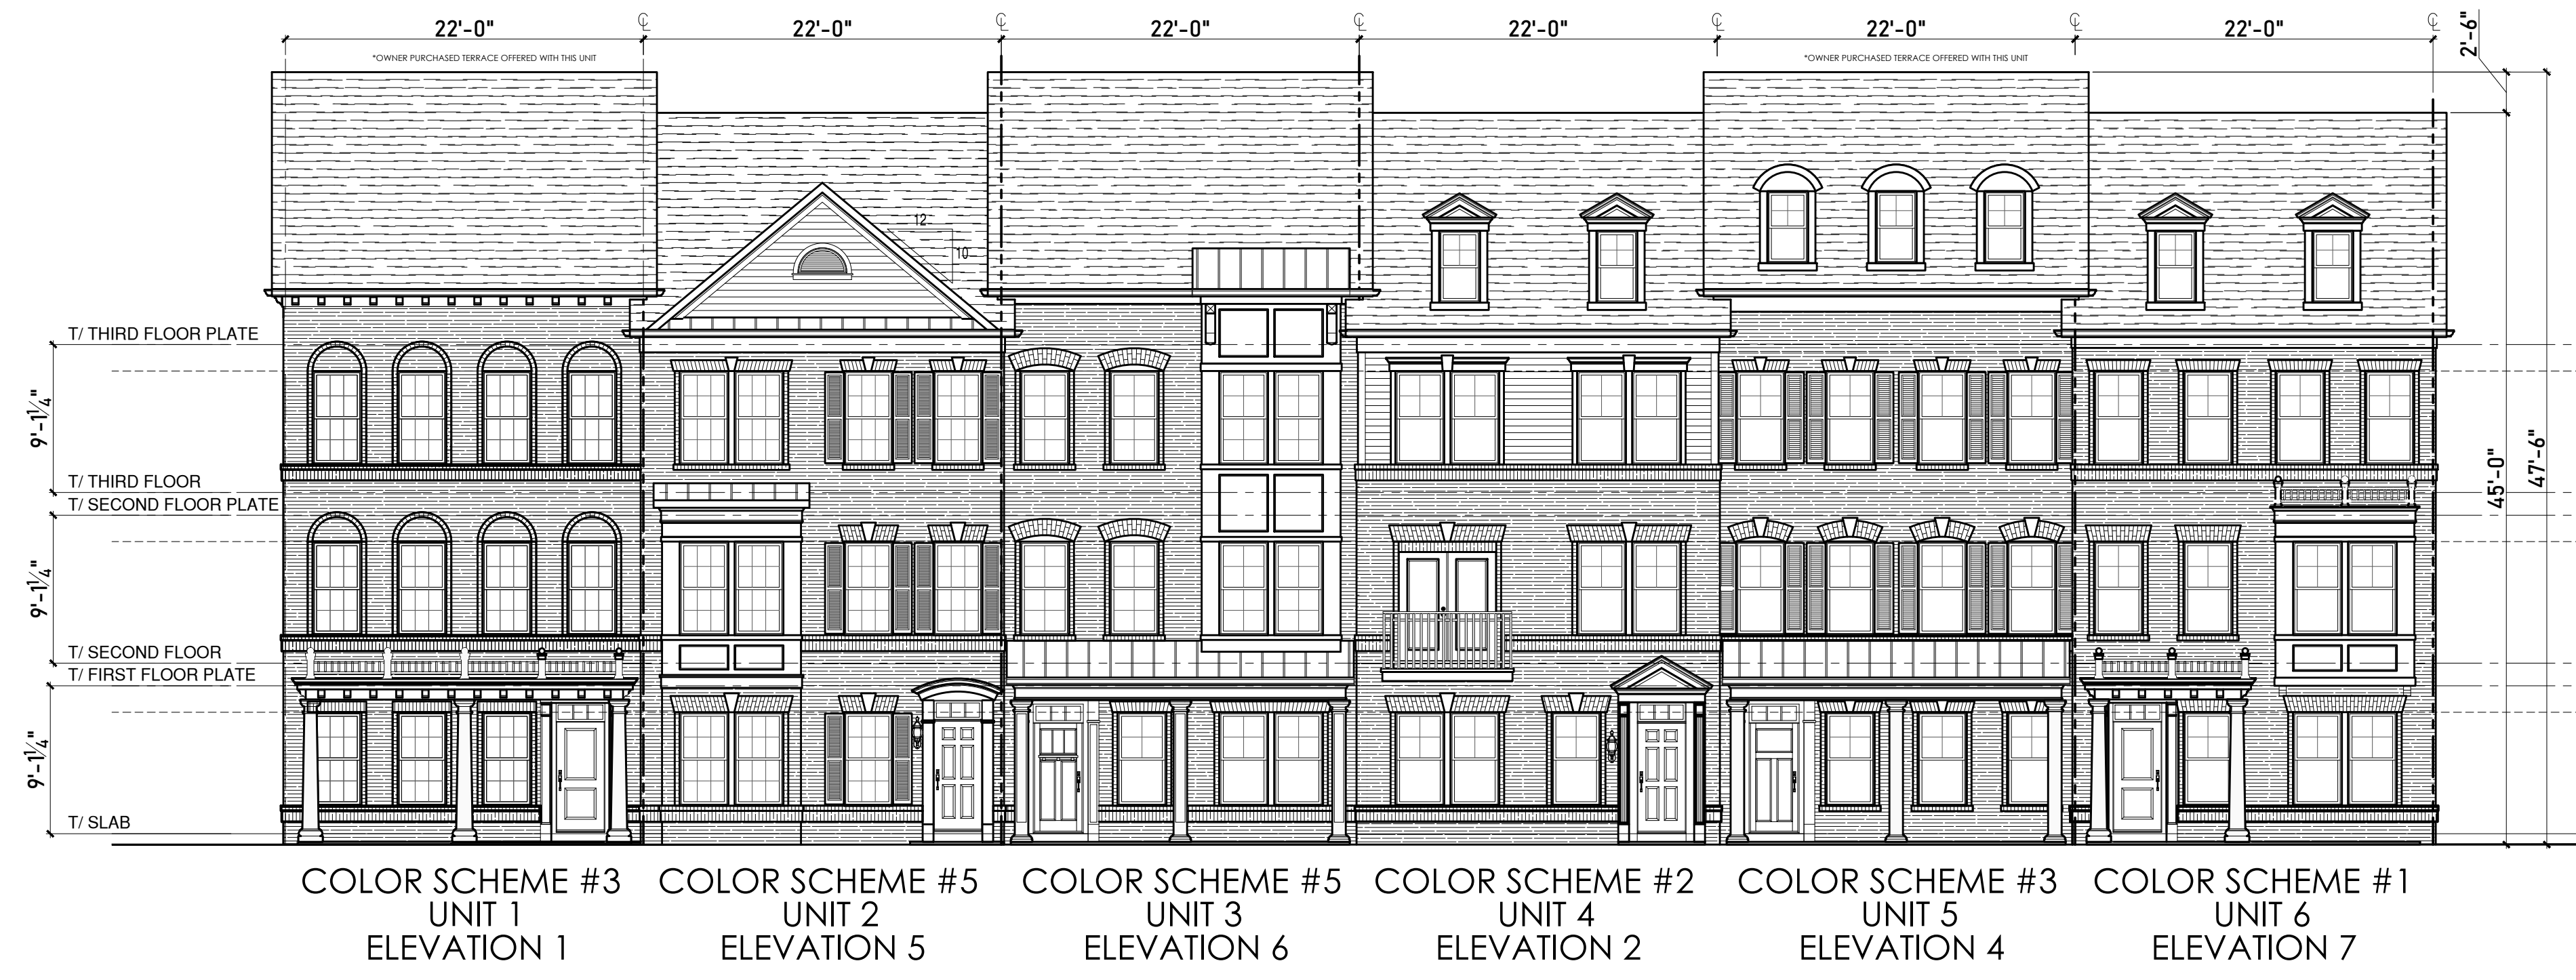 22'-0" ℄ 22'-0" ℄ 22'-0" ℄ 22'-0" ℄ 22'-0" ℄ 22'-0" ℄
2'-6"
*OWNER PURCHASED TERRACE OFFERED WITH THIS UNIT
*OWNER PURCHASED TERRACE OFFERED WITH THIS UNIT
12
10
T/ THIRD FLOOR PLATE
9'-1¼"
T/ THIRD FLOOR
T/ SECOND FLOOR PLATE
9'-1¼"
T/ SECOND FLOOR
T/ FIRST FLOOR PLATE
9'-1¼"
T/ SLAB
45'-0"
47'-6"
COLOR SCHEME #3
UNIT 1
ELEVATION 1
COLOR SCHEME #5
UNIT 2
ELEVATION 5
COLOR SCHEME #5
UNIT 3
ELEVATION 6
COLOR SCHEME #2
UNIT 4
ELEVATION 2
COLOR SCHEME #3
UNIT 5
ELEVATION 4
COLOR SCHEME #1
UNIT 6
ELEVATION 7